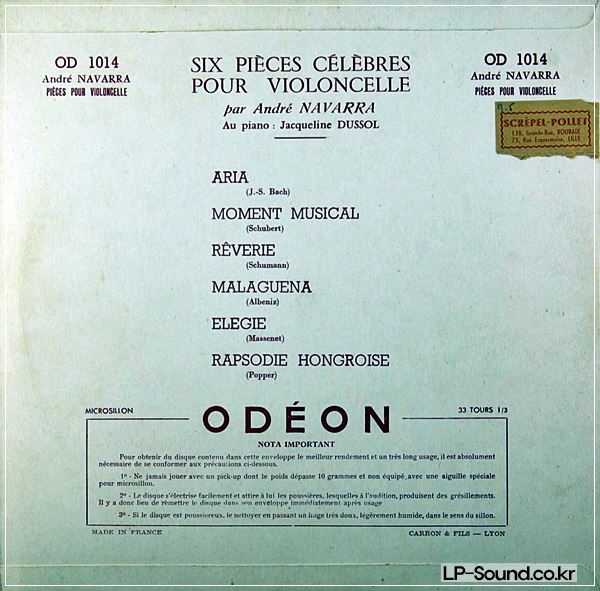 OD 1014
André NAVARRA
PIÈCES POUR VIOLONCELLE
SIX PIÈCES CÉLÈBRES
POUR VIOLONCELLE
par André NAVARRA
Au piano : Jacqueline DUSSOL
OD 1014
André NAVARRA
PIÈCES POUR VIOLONCELLE
SCRÉPEL-POLLET
138, Grande-Rue, ROUBAIX
73, Rue Esquermoise, LILLE
ARIA
(J.-S. Bach)
MOMENT MUSICAL
(Schubert)
RÊVERIE
(Schumann)
MALAGUENA
(Albeniz)
ELEGIE
(Massenet)
RAPSODIE HONGROISE
(Popper)
MICROSILLON
ODÉON
33 TOURS 1/3
NOTA IMPORTANT
Pour obtenir du disque contenu dans cette enveloppe le meilleur rendement et un très long usage, il est absolument
nécessaire de se conformer aux précautions ci-dessous.
1° - Ne jamais jouer avec un pick-up dont le poids dépasse 10 grammes et non équipé avec une aiguille spéciale
pour microsillon.
2° - Le disque s'électrise facilement et attire à lui les poussières, lesquelles à l'audition, produisent des grésillements.
Il y a donc lieu de remettre le disque dans son enveloppe immédiatement après usage
3° - Si le disque est poussiereux, le nettoyer en passant un linge très doux, légèrement humide, dans le sens du sillon.
MADE IN FRANCE
CARRON & FILS — LYON
LP-Sound.co.kr